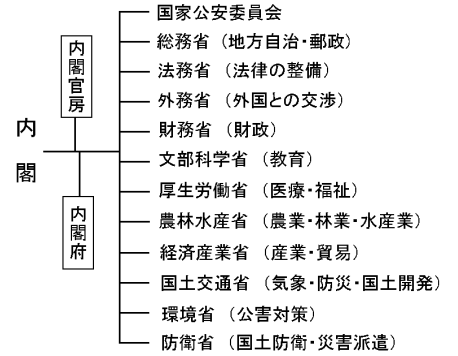 内閣
内閣官房
内閣府
国家公安委員会
総務省（地方自治・郵政）
法務省（法律の整備）
外務省（外国との交渉）
財務省（財政）
文部科学省（教育）
厚生労働省（医療・福祉）
農林水産省（農業・林業・水産業）
経済産業省（産業・貿易）
国土交通省（気象・防災・国土開発）
環境省（公害対策）
防衛省（国土防衛・災害派遣）